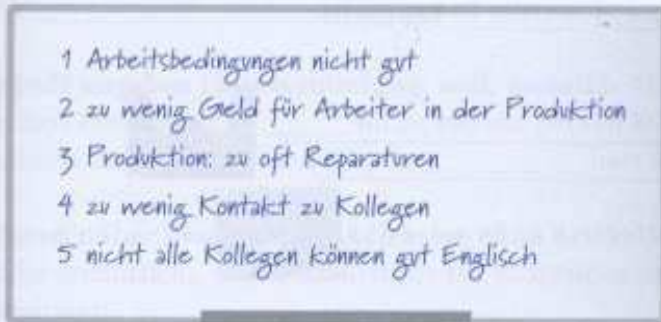 1 Arbeitsbedingungen nicht gut
2 zu wenig Geld für Arbeiter in der Produktion
3 Produktion: zu oft Reparaturen
4 zu wenig Kontakt zu Kollegen
5 nicht alle Kollegen können gut Englisch